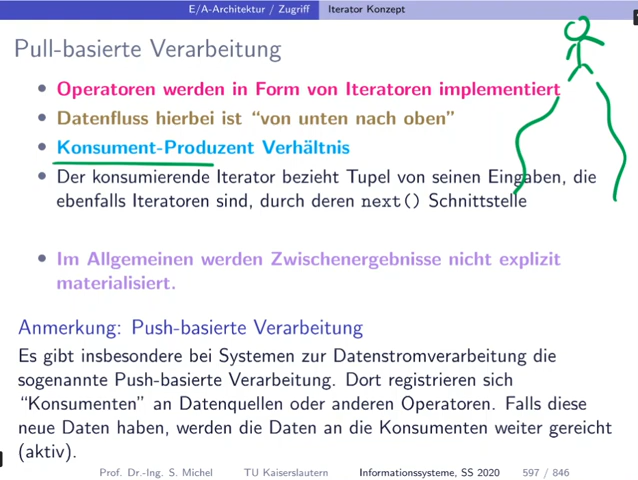 E/A-Architektur / Zugriff Iterator Konzept
Pull-basierte Verarbeitung
• Operatoren werden in Form von Iteratoren implementiert
• Datenfluss hierbei ist “von unten nach oben”
• Konsument-Produzent Verhältnis
• Der konsumierende Iterator bezieht Tupel von seinen Eingaben, die
ebenfalls Iteratoren sind, durch deren next() Schnittstelle
• Im Allgemeinen werden Zwischenergebnisse nicht explizit
materialisiert.
Anmerkung: Push-basierte Verarbeitung
Es gibt insbesondere bei Systemen zur Datenstromverarbeitung die
sogenannte Push-basierte Verarbeitung. Dort registrieren sich
“Konsumenten” an Datenquellen oder anderen Operatoren. Falls diese
neue Daten haben, werden die Daten an die Konsumenten weiter gereicht
(aktiv).
Prof. Dr.-Ing. S. Michel TU Kaiserslautern Informationssysteme, SS 2020 597 / 846